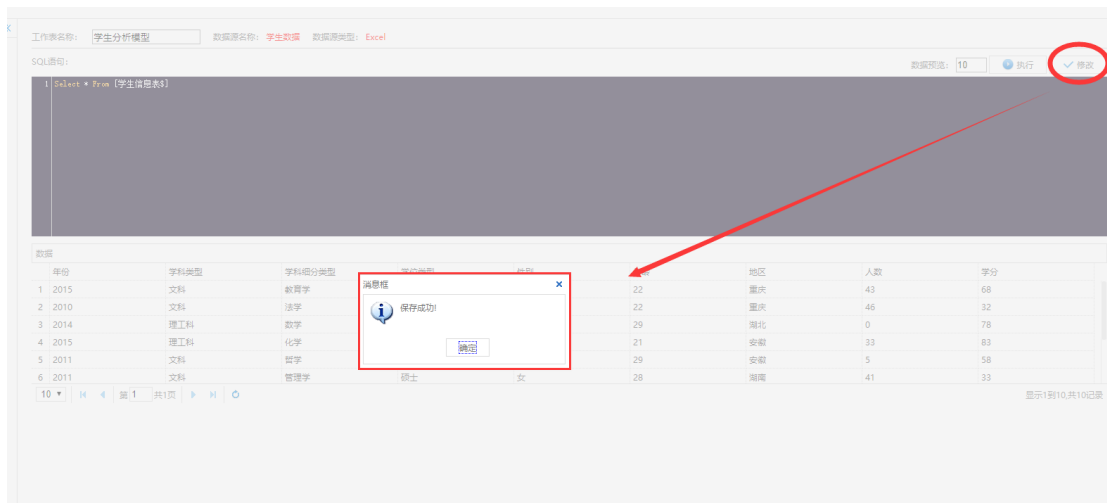 工作表名称: 学生分析模型 数据源名称: 学生数据 数据源类型: Excel
SQL语句: 数据预览: 10 执行 修改
1 Select * From [学生信息表$]
数据
年份 学科类型 学科细分类型 学位类型 性别 地区 人数 学分
1 2015 文科 教育学 22 重庆 43 68
2 2010 文科 法学 22 重庆 46 32
3 2014 理工科 数学 29 湖北 0 78
4 2015 理工科 化学 21 安徽 33 83
5 2011 文科 哲学 29 安徽 5 58
6 2011 文科 管理学 硕士 女 28 湖南 41 33
消息框
保存成功!
确定
10 第 1 共1页 显示1到10,共10记录